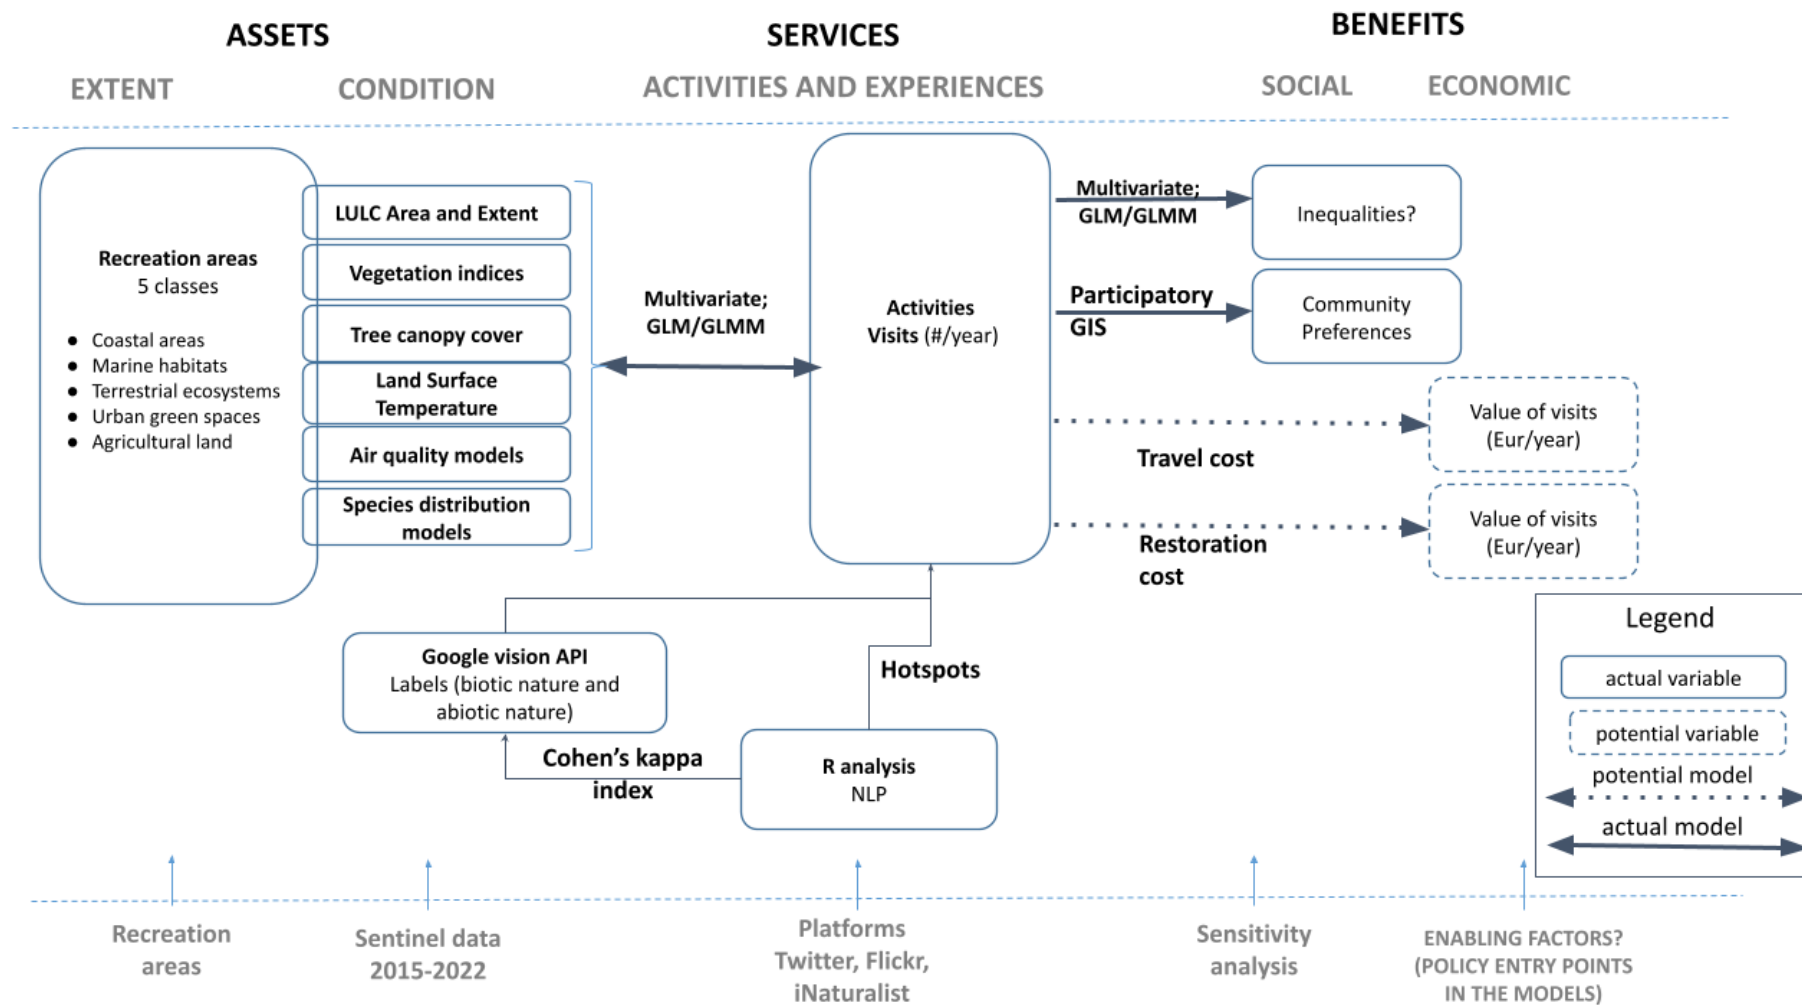 ASSETS
SERVICES
BENEFITS
EXTENT
CONDITION
ACTIVITIES AND EXPERIENCES
SOCIAL
ECONOMIC
Recreation areas
5 classes
● Coastal areas
● Marine habitats
● Terrestrial ecosystems
● Urban green spaces
● Agricultural land
LULC Area and Extent
Vegetation indices
Tree canopy cover
Land Surface
Temperature
Air quality models
Species distribution
models
Multivariate;
GLM/GLMM
Activities
Visits (#/year)
Multivariate;
GLM/GLMM
Inequalities?
Participatory
GIS
Community
Preferences
Travel cost
Value of visits
(Eur/year)
Restoration
cost
Value of visits
(Eur/year)
Google vision API
Labels (biotic nature and
abiotic nature)
Hotspots
Cohen's kappa
index
R analysis
NLP
Legend
actual variable
potential variable
potential model
actual model
Recreation
areas
Sentinel data
2015-2022
Platforms
Twitter, Flickr,
iNaturalist
Sensitivity
analysis
ENABLING FACTORS?
(POLICY ENTRY POINTS
IN THE MODELS)